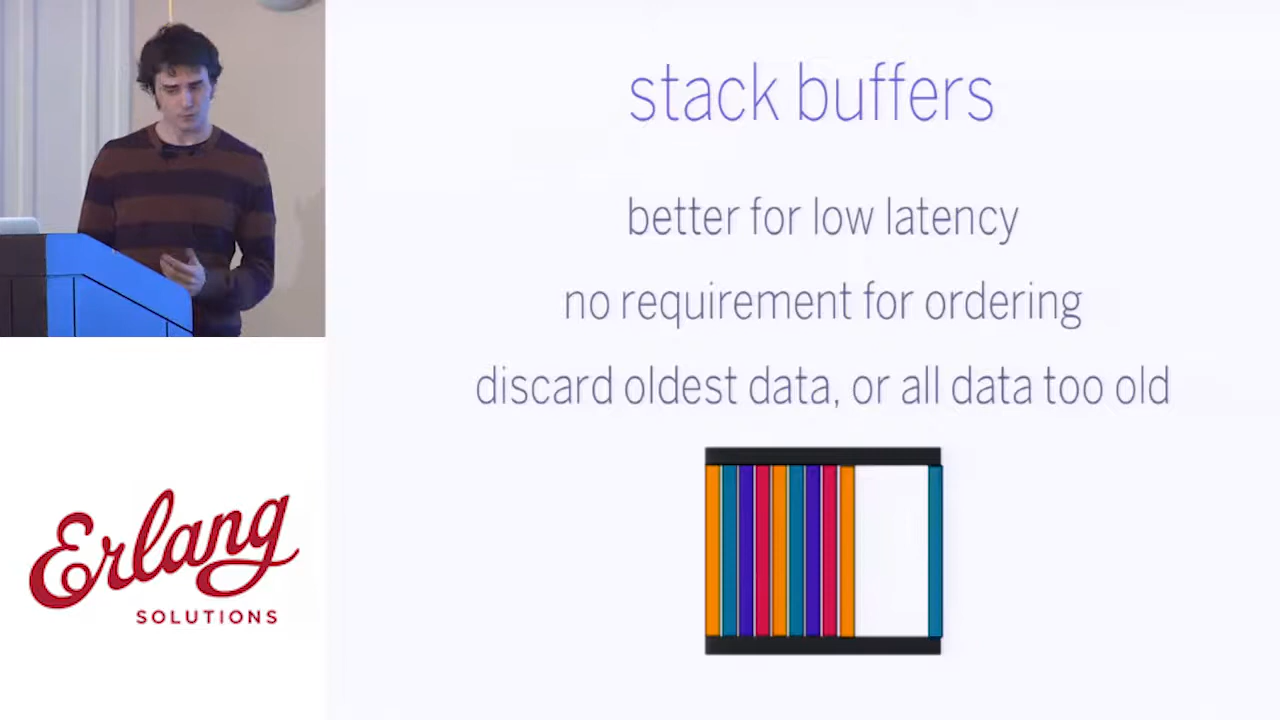 stack buffers
better for low latency
no requirement for ordering
discard oldest data, or all data too old
Erlang
SOLUTIONS